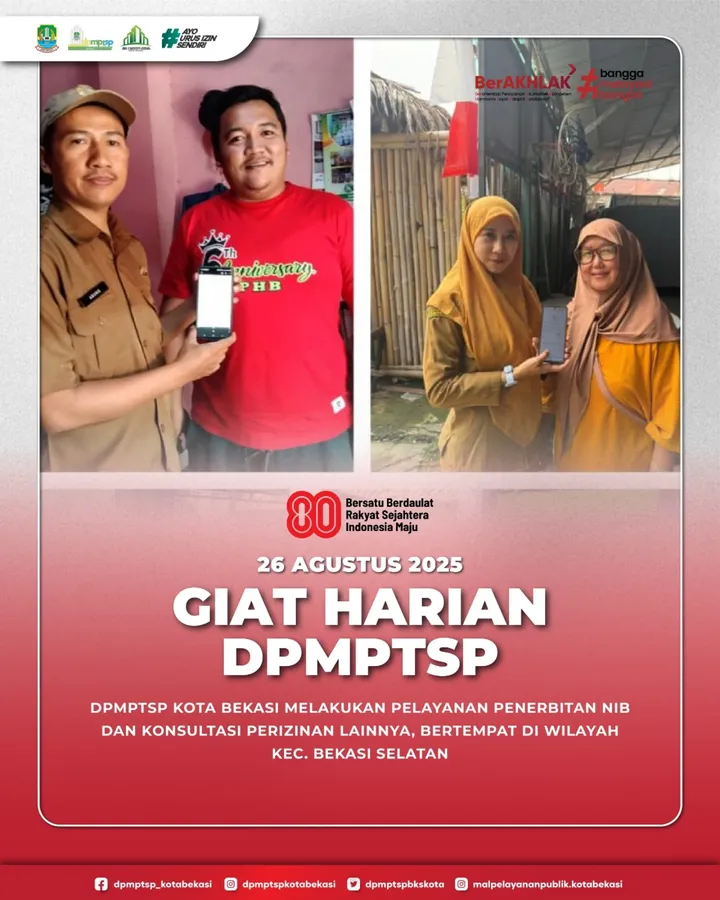 dpmptsp
#AYO
URUS IZIN
SENDIRI
BerAKHLAK
#bangga
5Th
Anniversary
PHB
80
Bersatu Berdaulat
Rakyat Sejahtera
Indonesia Maju
26 AGUSTUS 2025
GIAT HARIAN
DPMPTSP
DPMPTSP KOTA BEKASI MELAKUKAN PELAYANAN PENERBITAN NIB
DAN KONSULTASI PERIZINAN LAINNYA, BERTEMPAT DI WILAYAH
KEC. BEKASI SELATAN
dpmptsp_kotabekasi
dpmptspkotabekasi
dpmptspbkskota
malpelayananpublik.kotabekasi